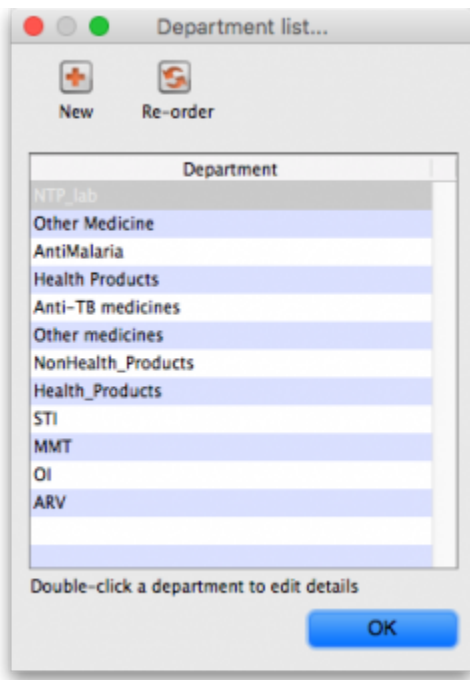 Department list...
New Re-order
Department
NTP_lab
Other Medicine
AntiMalaria
Health Products
Anti-TB medicines
Other medicines
NonHealth_Products
Health_Products
STI
MMT
OI
ARV
Double-click a department to edit details
OK